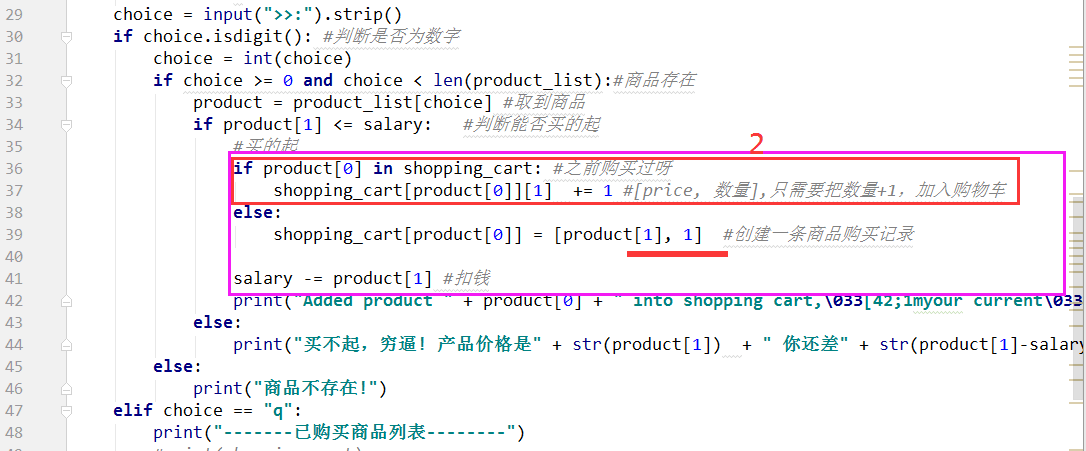 29 choice = input(">>:").strip()
30 if choice.isdigit(): #判断是否为数字
31 choice = int(choice)
32 if choice >= 0 and choice < len(product_list):#商品存在
33 product = product_list[choice] #取到商品
34 if product[1] <= salary: #判断能否买的起
2
35 #买的起
36 if product[0] in shopping_cart: #之前购买过呀
37 shopping_cart[product[0]][1] += 1 #[price, 数量],只需要把数量+1，加入购物车
38 else:
39 shopping_cart[product[0]] = [product[1], 1] #创建一条商品购买记录
40
41 salary -= product[1] #扣钱
42 print("Added product " + product[0] + " into shopping cart,\033[42;1myour current\033
43 else:
44 print("买不起，穷逼! 产品价格是" + str(product[1]) + " 你还差" + str(product[1]-salary
45 else:
46 print("商品不存在!")
47 elif choice == "q":
48 print("-------已购买商品列表--------")